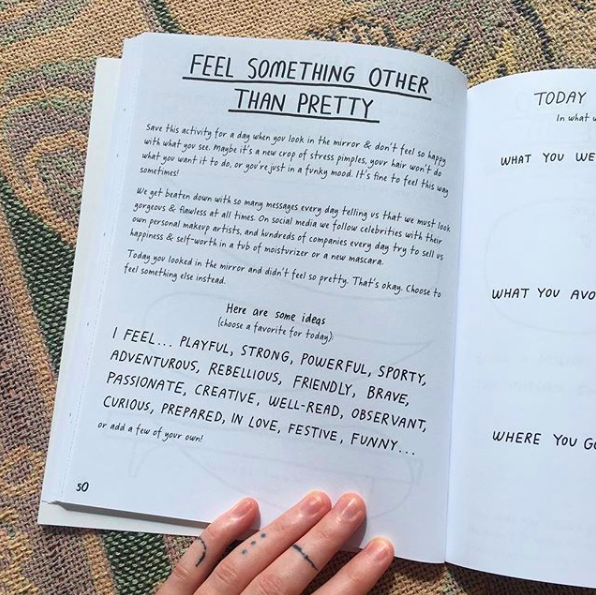 FEEL SOMETHING OTHER
THAN PRETTY
Save this activity for a day when you look in the mirror & don't feel so happy
with what you see. Maybe it's a new crop of stress pimples, your hair won't do
what you want it to do, or you're just in a funky mood. It's fine to feel this way
sometimes!
We get beaten down with so many messages every day telling us that we must look
gorgeous & flawless at all times. On social media we follow celebrities with their
own personal makeup artists, and hundreds of companies every day try to sell us
happiness & self-worth in a tub of moisturizer or a new mascara.
Today you looked in the mirror and didn't feel so pretty. That's okay. Choose to
feel something else instead.
Here are some ideas
(choose a favorite for today):
I FEEL... PLAYFUL, STRONG, POWERFUL, SPORTY,
ADVENTUROUS, REBELLIOUS, FRIENDLY, BRAVE,
PASSIONATE, CREATIVE, WELL-READ, OBSERVANT,
CURIOUS, PREPARED, IN LOVE, FESTIVE, FUNNY...
or add a few of your own!
50
TODAY
In what
WHAT YOU WE
WHAT YOU AVO
WHERE YOU GO